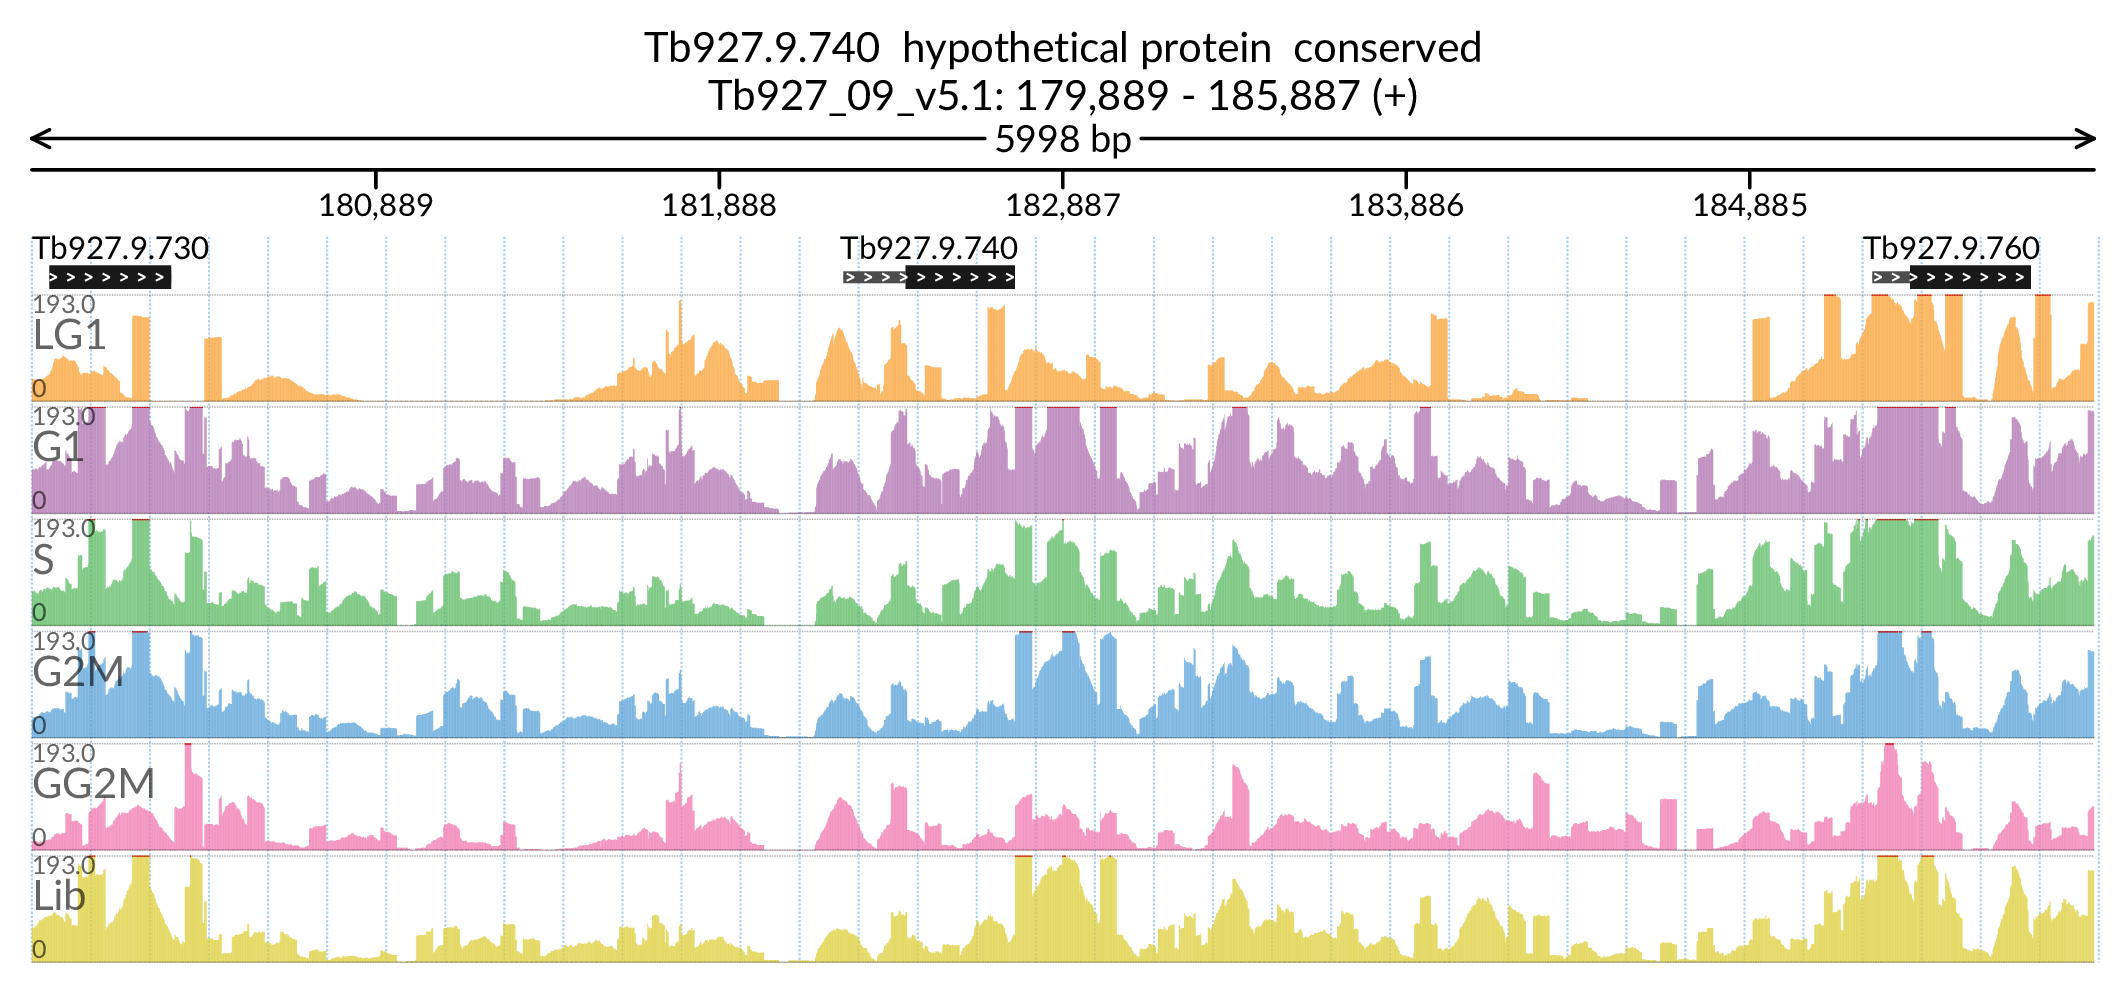 Tb927.9.740  hypothetical protein  conserved
Tb927_09_v5.1: 179,889 - 185,887 (+)
5998 bp
180,889 181,888 182,887 183,886 184,885
Tb927.9.730 Tb927.9.740 Tb927.9.760
193.0
LG1
0
193.0
G1
0
193.0
S
0
193.0
G2M
0
193.0
GG2M
0
193.0
Lib
0